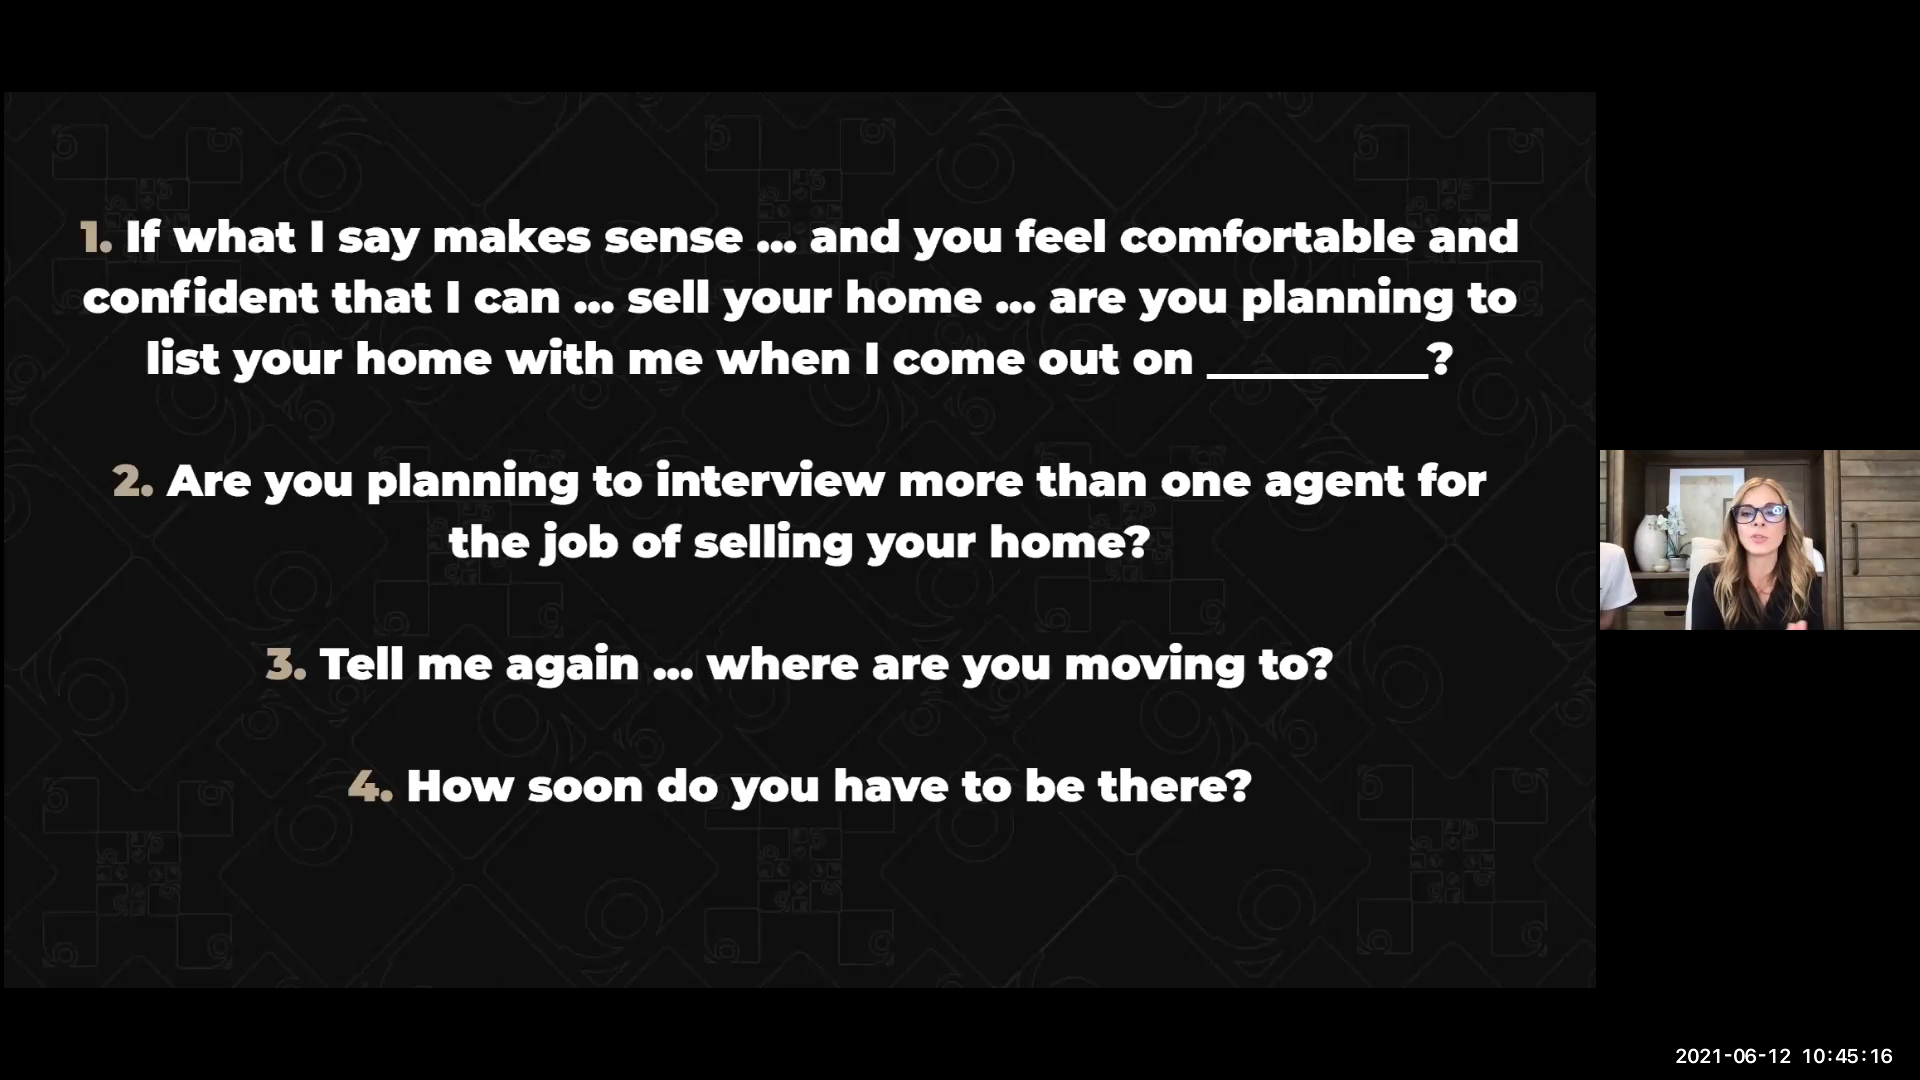 1. If what I say makes sense ... and you feel comfortable and
confident that I can ... sell your home ... are you planning to
list your home with me when I come out on __________?
2. Are you planning to interview more than one agent for
the job of selling your home?
3. Tell me again ... where are you moving to?
4. How soon do you have to be there?
2021-06-12 10:45:16